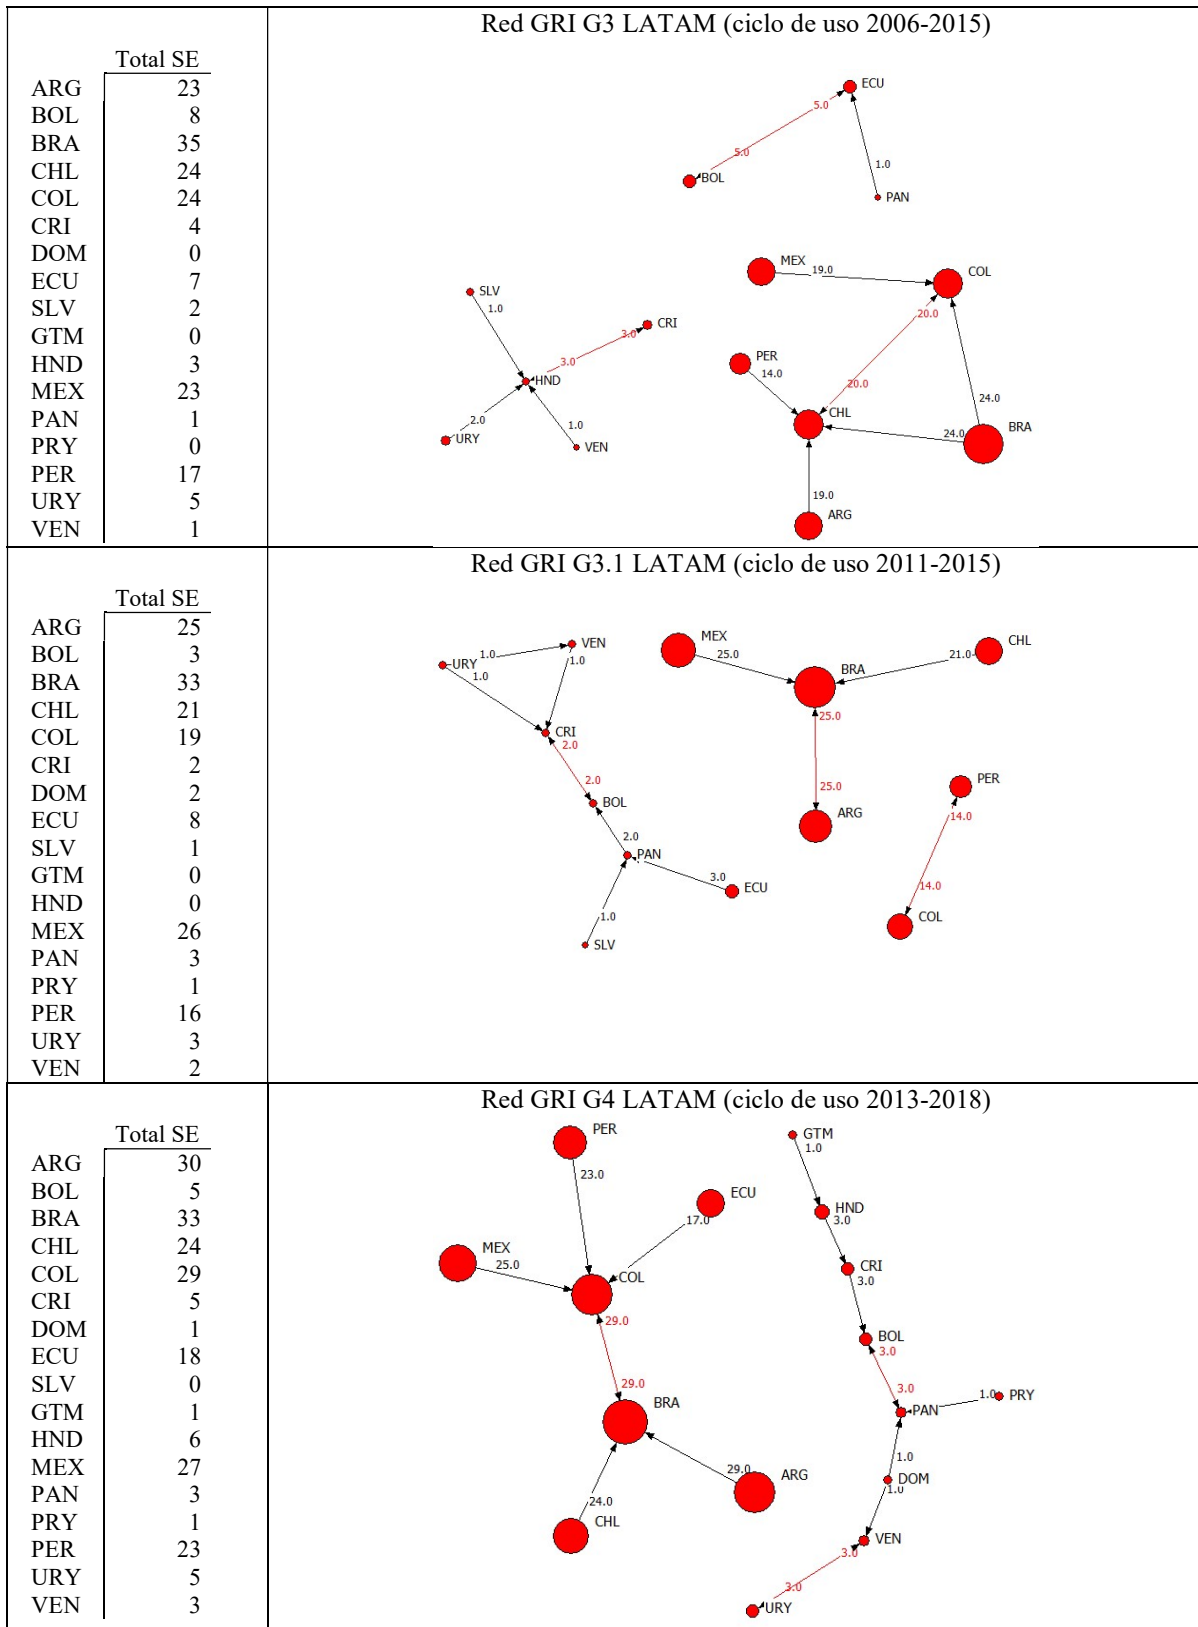 Red GRI G3 LATAM (ciclo de uso 2006-2015)
Total SE
ARG 23
BOL 8
BRA 35
CHL 24
COL 24
CRI 4
DOM 0
ECU 7
SLV 2
GTM 0
HND 3
MEX 23
PAN 1
PRY 0
PER 17
URY 5
VEN 1
ECU
5.0
5.0
1.0
BOL
PAN
MEX
19.0
COL
SLV
1.0
20.0
CRI
3.0
3.0
PER
14.0
HND
20.0
24.0
2.0
1.0
CHL
24.0
BRA
URY
VEN
19.0
ARG
Red GRI G3.1 LATAM (ciclo de uso 2011-2015)
Total SE
ARG 25
BOL 3
BRA 33
CHL 21
COL 19
CRI 2
DOM 2
ECU 8
SLV 1
GTM 0
HND 0
MEX 26
PAN 3
PRY 1
PER 16
URY 3
VEN 2
MEX
CHL
VEN
1.0
URY
1.0
1.0
25.0
21.0
BRA
25.0
CRI
2.0
2.0
BOL
25.0
PER
14.0
ARG
2.0
PAN
3.0
ECU
14.0
1.0
COL
SLV
Red GRI G4 LATAM (ciclo de uso 2013-2018)
Total SE
ARG 30
BOL 5
BRA 33
CHL 24
COL 29
CRI 5
DOM 1
ECU 18
SLV 0
GTM 1
HND 6
MEX 27
PAN 3
PRY 1
PER 23
URY 5
VEN 3
PER
GTM
1.0
23.0
ECU
17.0
HND
3.0
MEX
25.0
CRI
3.0
COL
29.0
BOL
3.0
29.0
3.0
BRA
1.0
PRY
PAN
1.0
29.0
ARG
DOM
1.0
24.0
CHL
VEN
3.0
3.0
URY